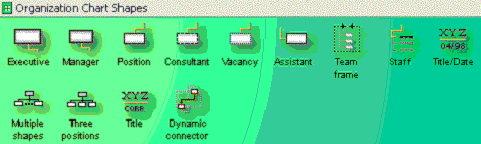 Organization Chart Shapes
Executive Manager Position Consultant Vacancy Assistant Team frame Staff Title/Date
XYZ
04/98
Multiple shapes Three positions Title Dynamic connector
XYZ
CORP